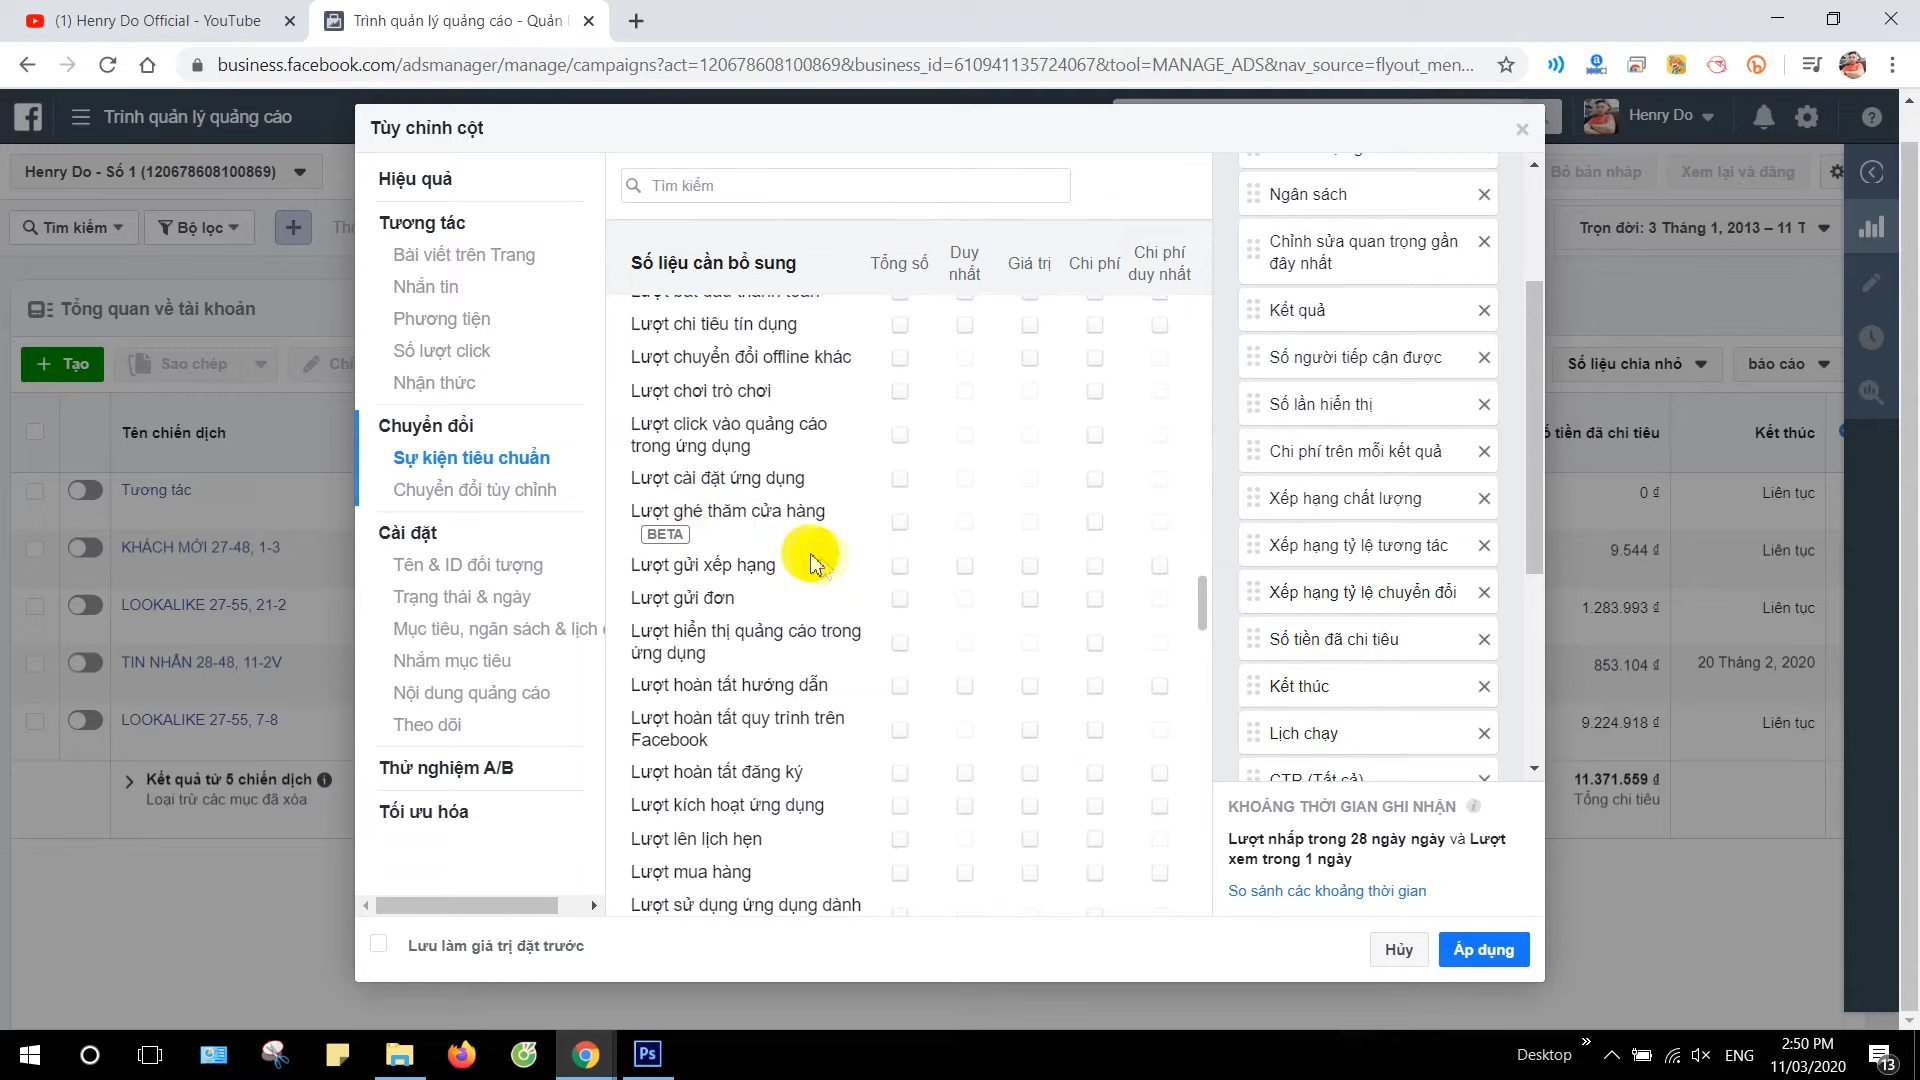 (1) Henry Do Official - YouTube
Trình quản lý quảng cáo - Quản l
business.facebook.com/adsmanager/manage/campaigns?act=120678608100869&business_id=610941135724067&tool=MANAGE_ADS&nav_source=flyout_men...
Trình quản lý quảng cáo
Henry Do
Henry Do - Số 1 (120678608100869)
Bỏ bản nháp
Xem lại và đăng
Tìm kiếm
Bộ lọc
Trọn đời: 3 Tháng 1, 2013 – 11 T
Tổng quan về tài khoản
Tạo
Sao chép
Số liệu chia nhỏ
báo cáo
Tên chiến dịch
tiền đã chi tiêu
Kết thúc
Tương tác
0 ₫
Liên tục
KHÁCH MỚI 27-48, 1-3
9.544 ₫
Liên tục
LOOKALIKE 27-55, 21-2
1.283.993 ₫
Liên tục
TIN NHẮN 28-48, 11-2V
853.104 ₫
20 Tháng 2, 2020
LOOKALIKE 27-55, 7-8
9.224.918 ₫
Liên tục
Kết quả từ 5 chiến dịch
Loại trừ các mục đã xóa
11.371.559 ₫
Tổng chi tiêu
Tùy chỉnh cột
Hiệu quả
Tương tác
Bài viết trên Trang
Nhắn tin
Phương tiện
Số lượt click
Nhận thức
Chuyển đổi
Sự kiện tiêu chuẩn
Chuyển đổi tùy chỉnh
Cài đặt
Tên & ID đối tượng
Trạng thái & ngày
Mục tiêu, ngân sách & lịch
Nhắm mục tiêu
Nội dung quảng cáo
Theo dõi
Thử nghiệm A/B
Tối ưu hóa
Tìm kiếm
Số liệu cần bổ sung
Tổng số
Duy nhất
Giá trị
Chi phí
Chi phí duy nhất
Lượt bắt đầu thanh toán
Lượt chi tiêu tín dụng
Lượt chuyển đổi offline khác
Lượt chơi trò chơi
Lượt click vào quảng cáo
trong ứng dụng
Lượt cài đặt ứng dụng
Lượt ghé thăm cửa hàng
BETA
Lượt gửi xếp hạng
Lượt gửi đơn
Lượt hiển thị quảng cáo trong
ứng dụng
Lượt hoàn tất hướng dẫn
Lượt hoàn tất quy trình trên
Facebook
Lượt hoàn tất đăng ký
Lượt kích hoạt ứng dụng
Lượt lên lịch hẹn
Lượt mua hàng
Lượt sử dụng ứng dụng dành
Ngân sách
Chỉnh sửa quan trọng gần
đây nhất
Kết quả
Số người tiếp cận được
Số lần hiển thị
Chi phí trên mỗi kết quả
Xếp hạng chất lượng
Xếp hạng tỷ lệ tương tác
Xếp hạng tỷ lệ chuyển đổi
Số tiền đã chi tiêu
Kết thúc
Lịch chạy
CTR (Tất cả)
KHOẢNG THỜI GIAN GHI NHẬN
Lượt nhấp trong 28 ngày ngày và Lượt
xem trong 1 ngày
So sánh các khoảng thời gian
Lưu làm giá trị đặt trước
Hủy
Áp dụng
Ps
Desktop
ENG
2:50 PM
11/03/2020
13